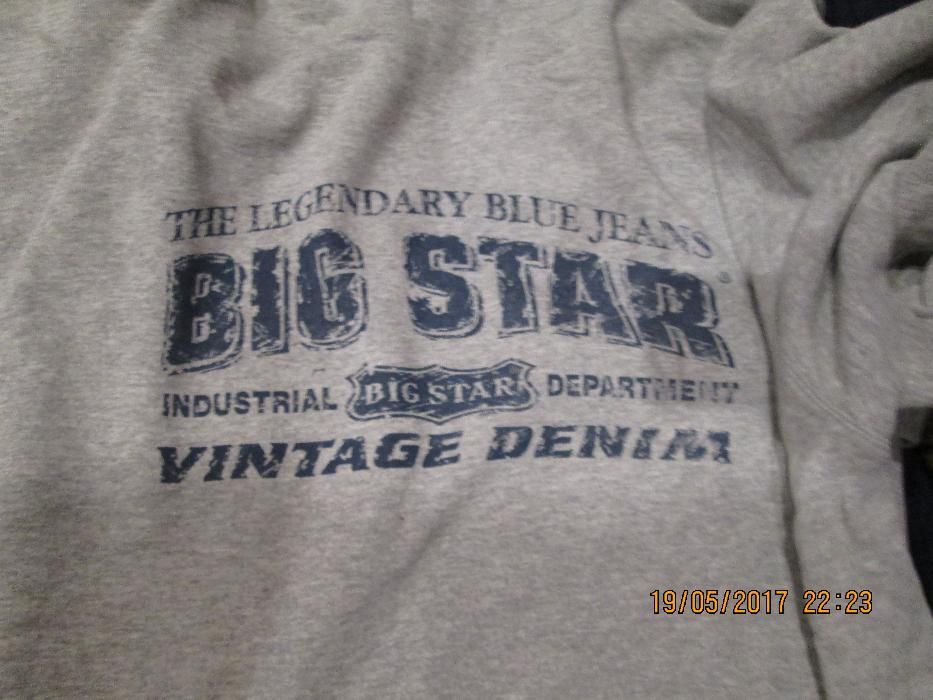 THE LEGENDARY BLUE JEANS
BIG STAR®
INDUSTRIAL BIG STAR DEPARTMENT
VINTAGE DENIM
19/05/2017 22:23